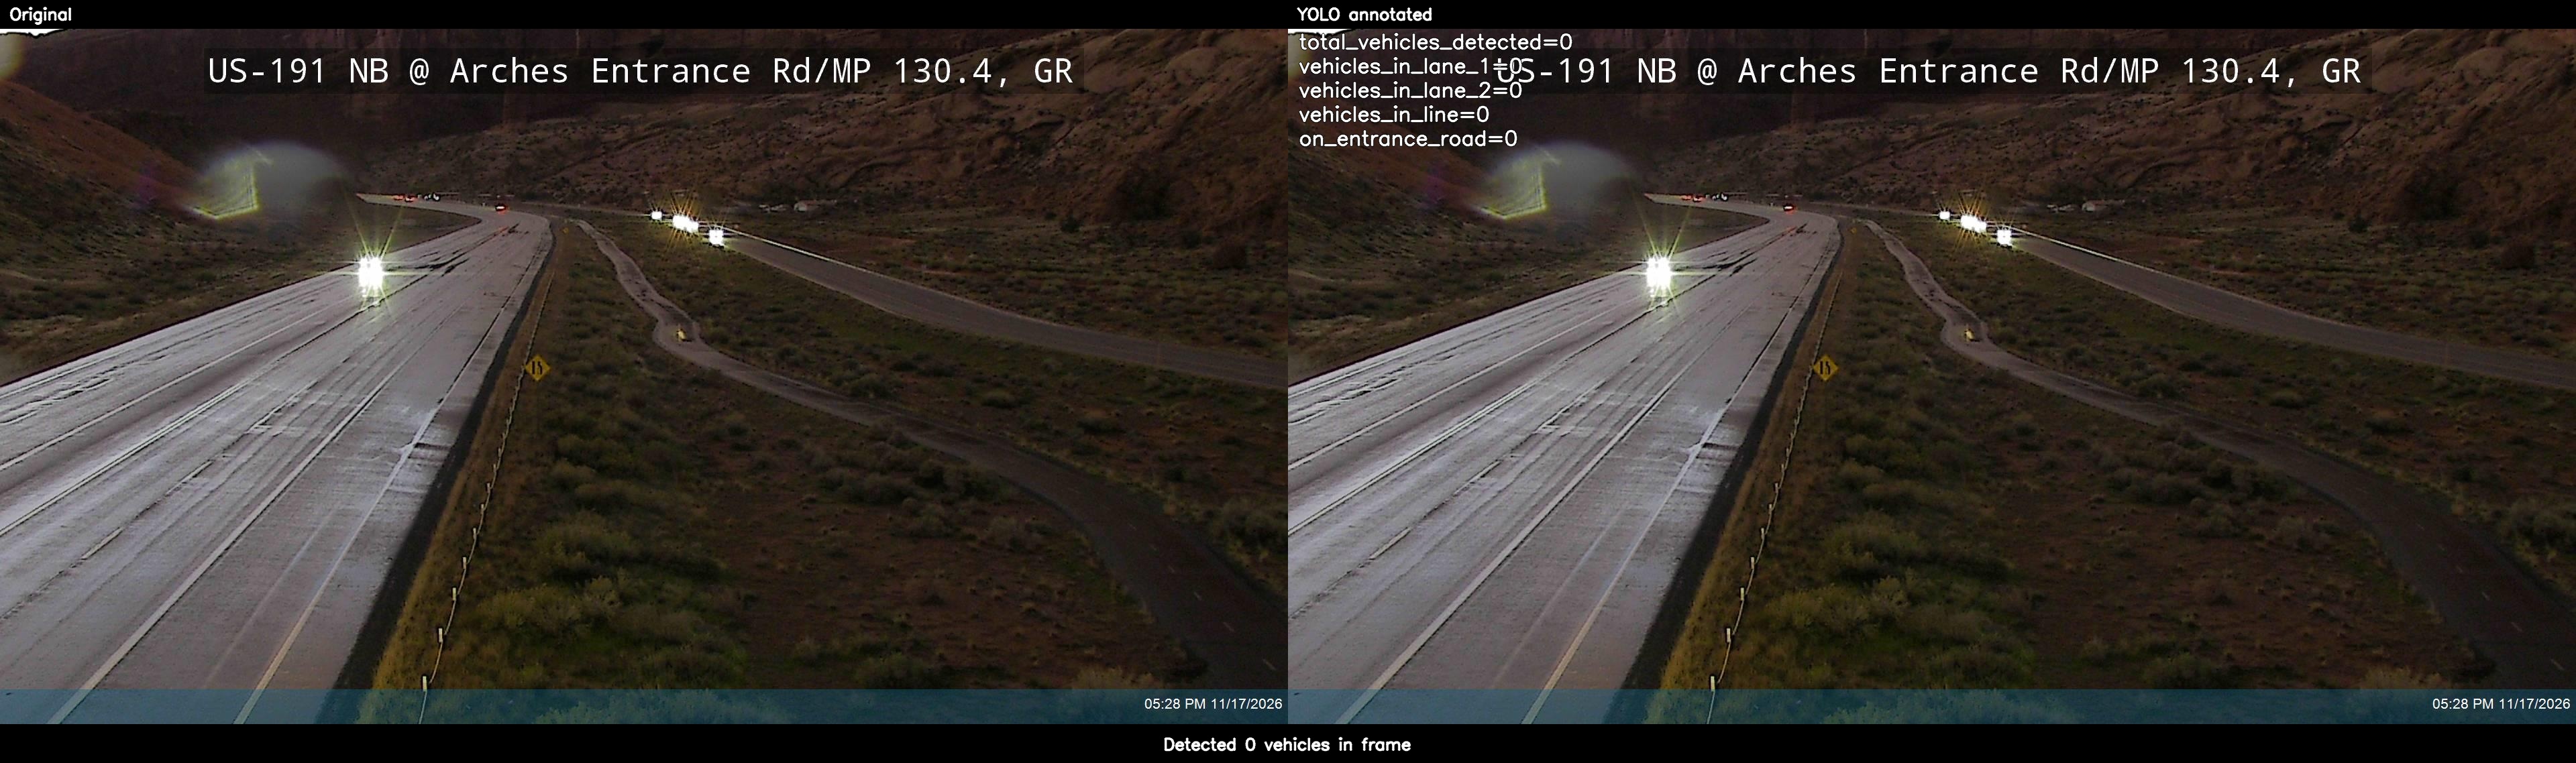 Original
US-191 NB @ Arches Entrance Rd/MP 130.4, GR
05:28 PM 11/17/2026
YOLO annotated
total_vehicles_detected=0
vehicles_in_lane_1=0
US-191 NB @ Arches Entrance Rd/MP 130.4, GR
vehicles_in_lane_2=0
vehicles_in_line=0
on_entrance_road=0
05:28 PM 11/17/2026
Detected 0 vehicles in frame